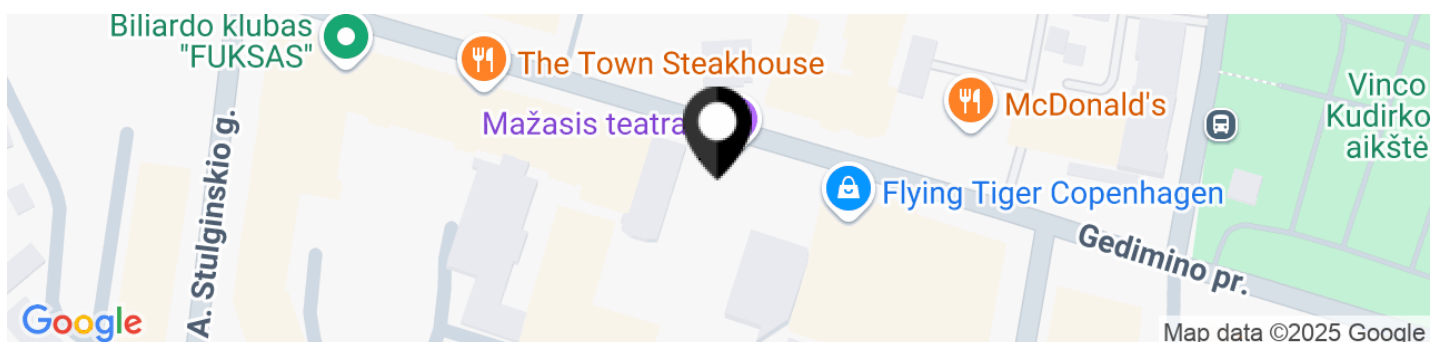 Biliardo klubas
"FUKSAS"
The Town Steakhouse
Mažasis teatra
McDonald's
Vinco
Kudirko
aikštė
A. Stulginskio g.
Flying Tiger Copenhagen
Gedimino pr.
Google
Map data ©2025 Google